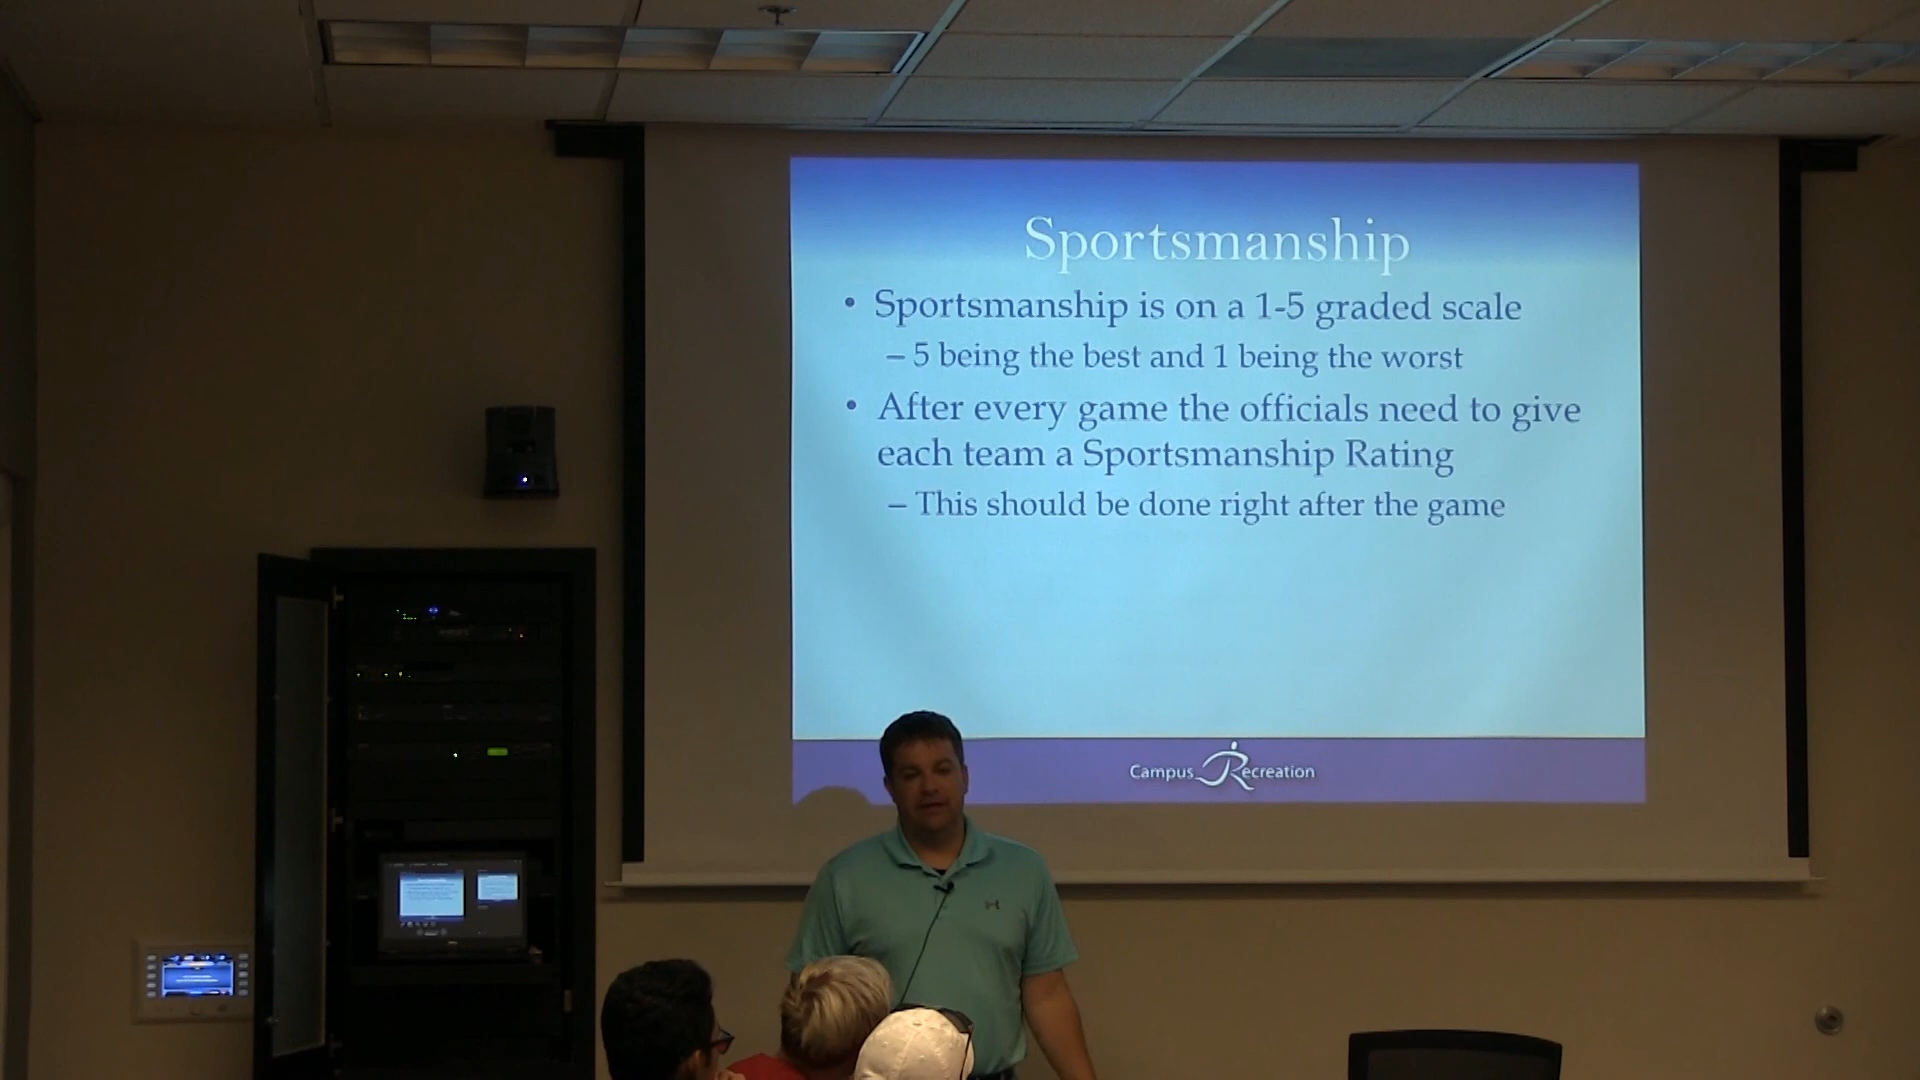 Sportsmanship
• Sportsmanship is on a 1-5 graded scale
– 5 being the best and 1 being the worst
• After every game the officials need to give
each team a Sportsmanship Rating
– This should be done right after the game
Campus Recreation